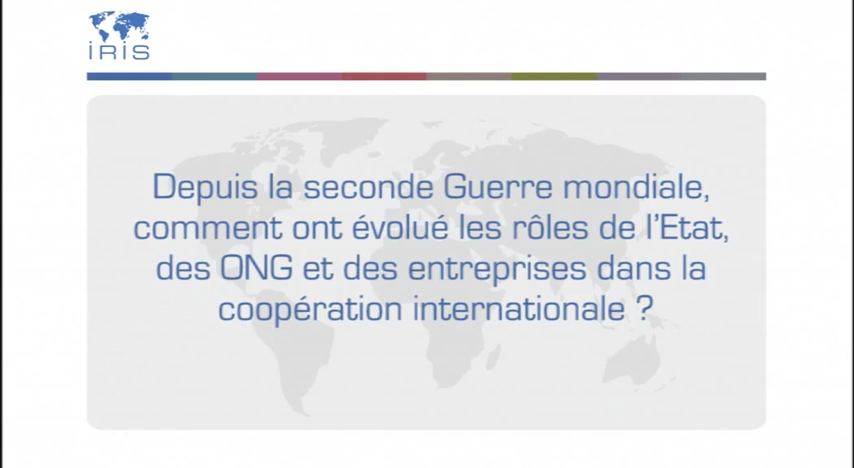 iRiS
Depuis la seconde Guerre mondiale,
comment ont évolué les rôles de l'Etat,
des ONG et des entreprises dans la
coopération internationale ?